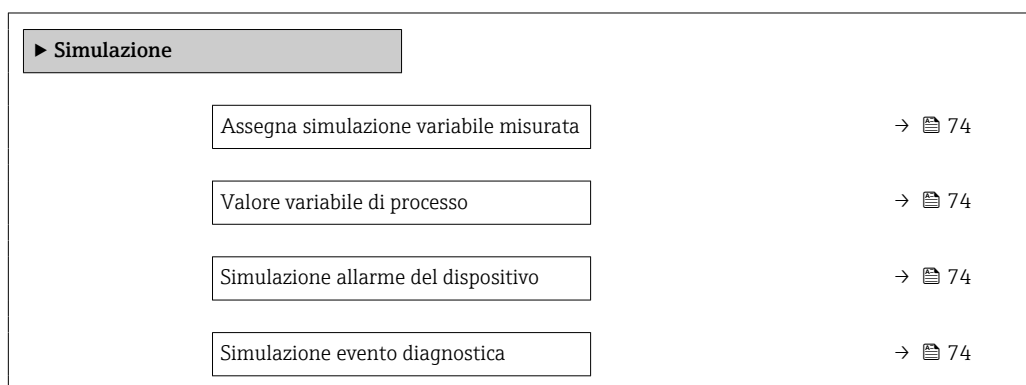 ▶ Simulazione
Assegna simulazione variabile misurata → 74
Valore variabile di processo → 74
Simulazione allarme del dispositivo → 74
Simulazione evento diagnostica → 74